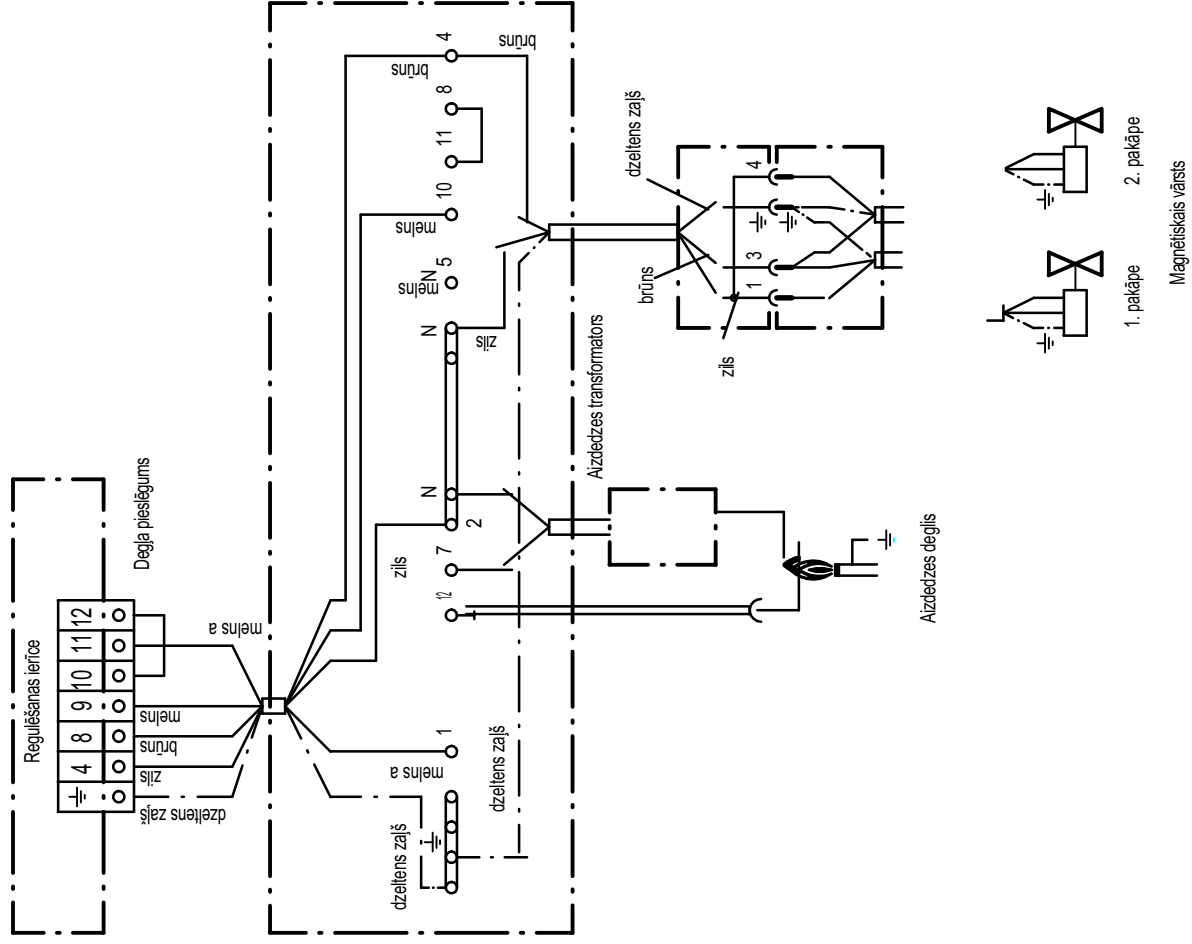 Regulēšanas ierīce
4 8 9 10 11 12
Degļa pieslēgums
dzeltens zaļš
zils
brūns
melns
melns a
dzeltens zaļš
melns a
1
dzeltens zaļš
12
7
zils
2
N
N
zils
melns
N
5
melns
10
11
8
brūns
4
brūns
Aizdedzes transformators
Aizdedzes deglis
dzeltens zaļš
brūns
zils
1 3 4
1. pakāpe
2. pakāpe
Magnētiskais vārsts